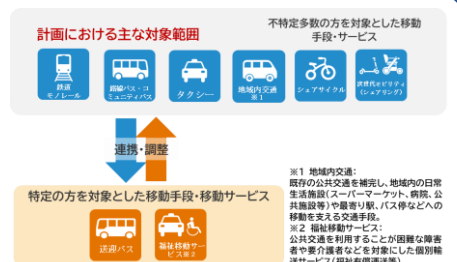 計画における主な対象範囲
不特定多数の方を対象とした移動
手段・サービス
鉄道
モノレール
路線バス・コ
ミュニティバス
タクシー
地域内交通
※1
シェアサイクル
次世代モビリティ
(シェアリング)
連携・調整
特定の方を対象とした移動手段・移動サービス
送迎バス
福祉移動サー
ビス※2
※1 地域内交通:
既存の公共交通を補完し、地域内の日常
生活施設(スーパーマーケット、病院、公
共施設等)や最寄り駅、バス停などへの
移動を支える交通手段。
※2 福祉移動サービス:
公共交通を利用することが困難な障害
者や要介護者などを対象にした個別輸
送サービス(福祉有償運送等)